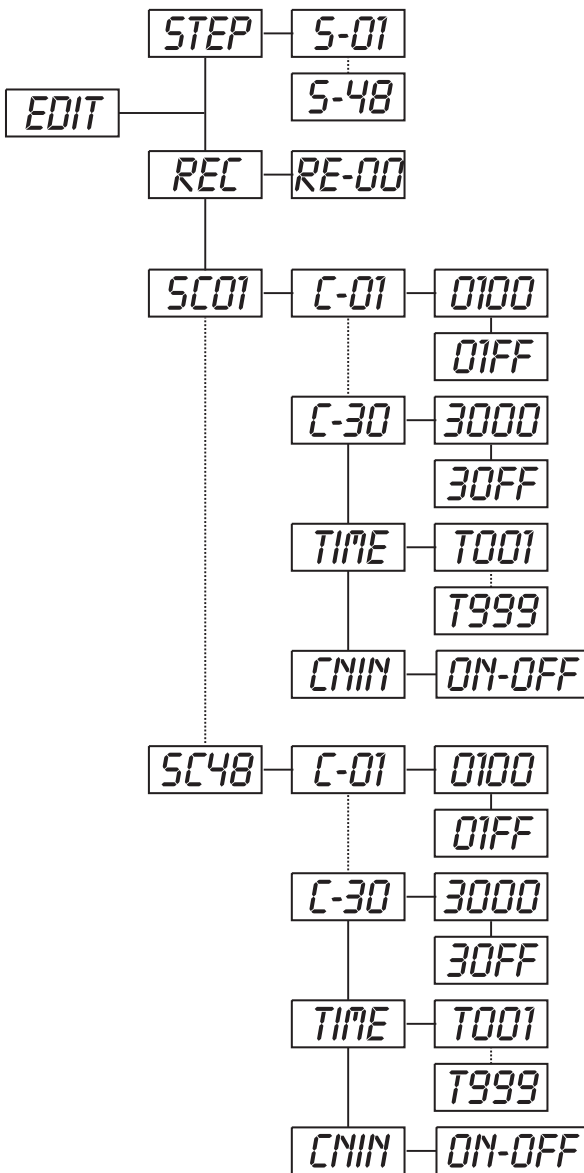 STEP S-01
S-48
EDIT
REC RE-00
SC01 C-01 0100
01FF
C-30 3000
30FF
TIME T001
T999
CNIN ON-OFF
SC48 C-01 0100
01FF
C-30 3000
30FF
TIME T001
T999
CNIN ON-OFF